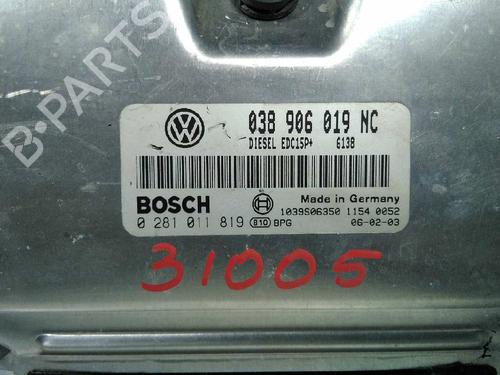 B-PARTS
038 906 019 NC
DIESEL EDC15P+ 6138
BOSCH
Made in Germany
1039S06350 1154 0052
0 281 011 819 810 BPG 06-02-03
31005